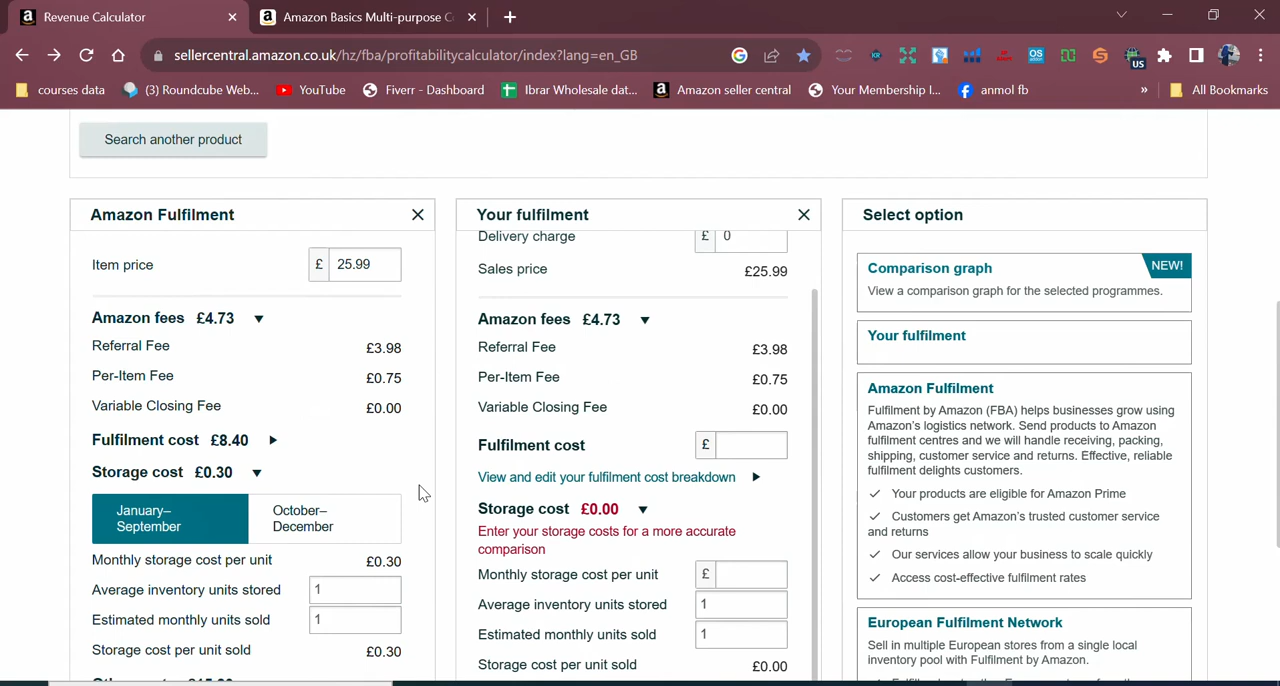 Revenue Calculator
Amazon Basics Multi-purpose C
sellercentral.amazon.co.uk/hz/fba/profitabilitycalculator/index?lang=en_GB
US
courses data
(3) Roundcube Web...
YouTube
Fiverr - Dashboard
Ibrar Wholesale dat...
Amazon seller central
Your Membership I...
anmol fb
»
All Bookmarks
Search another product
Amazon Fulfilment
Item price
£ 25.99
Amazon fees £4.73
Referral Fee
£3.98
Per-Item Fee
£0.75
Variable Closing Fee
£0.00
Fulfilment cost £8.40
Storage cost £0.30
January–
September
October–
December
Monthly storage cost per unit
£0.30
Average inventory units stored
1
Estimated monthly units sold
1
Storage cost per unit sold
£0.30
Your fulfilment
Delivery charge
£ 0
Sales price
£25.99
Amazon fees £4.73
Referral Fee
£3.98
Per-Item Fee
£0.75
Variable Closing Fee
£0.00
Fulfilment cost
£
View and edit your fulfilment cost breakdown
Storage cost £0.00
Enter your storage costs for a more accurate
comparison
Monthly storage cost per unit
£
Average inventory units stored
1
Estimated monthly units sold
1
Storage cost per unit sold
£0.00
Select option
Comparison graph
NEW!
View a comparison graph for the selected programmes.
Your fulfilment
Amazon Fulfilment
Fulfilment by Amazon (FBA) helps businesses grow using
Amazon's logistics network. Send products to Amazon
fulfilment centres and we will handle receiving, packing,
shipping, customer service and returns. Effective, reliable
fulfilment delights customers.
Your products are eligible for Amazon Prime
Customers get Amazon's trusted customer service
and returns
Our services allow your business to scale quickly
Access cost-effective fulfilment rates
European Fulfilment Network
Sell in multiple European stores from a single local
inventory pool with Fulfilment by Amazon.